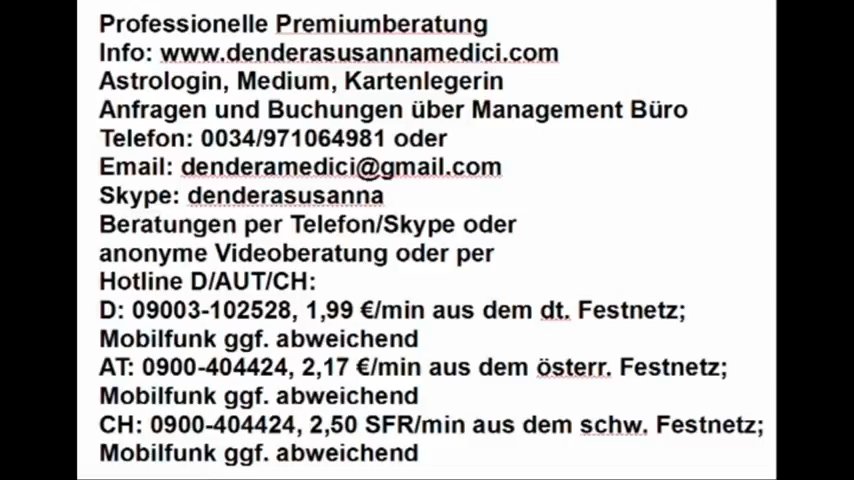 Professionelle Premiumberatung
Info: www.denderasusannamedici.com
Astrologin, Medium, Kartenlegerin
Anfragen und Buchungen über Management Büro
Telefon: 0034/971064981 oder
Email: denderamedici@gmail.com
Skype: denderasusanna
Beratungen per Telefon/Skype oder
anonyme Videoberatung oder per
Hotline D/AUT/CH:
D: 09003-102528, 1,99 €/min aus dem dt. Festnetz;
Mobilfunk ggf. abweichend
AT: 0900-404424, 2,17 €/min aus dem österr. Festnetz;
Mobilfunk ggf. abweichend
CH: 0900-404424, 2,50 SFR/min aus dem schw. Festnetz;
Mobilfunk ggf. abweichend